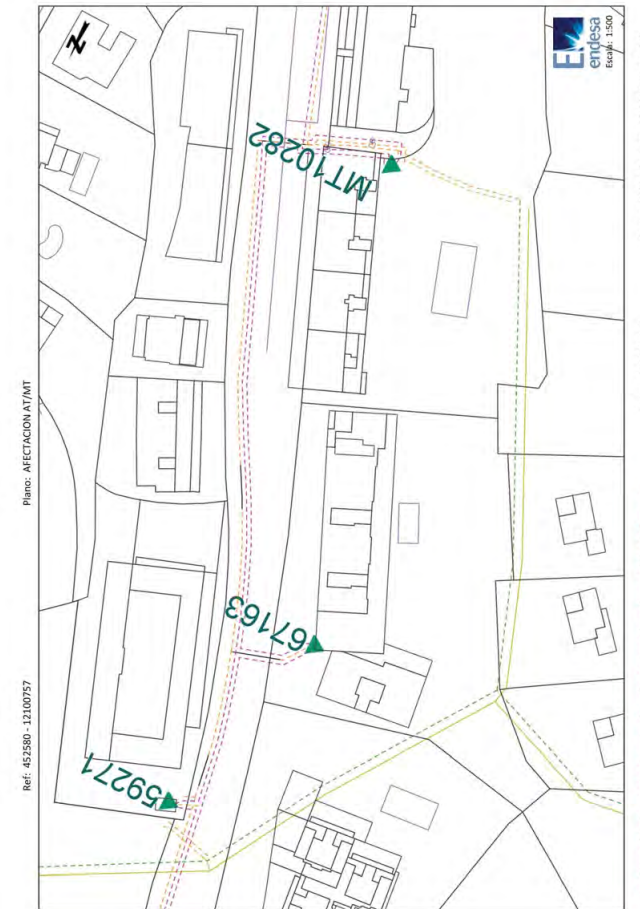 Plano: AFECTACION AT/MT
Ref: 452580 - 12100757
N
endesa
Escala: 1:500
MT10282
67163
59271